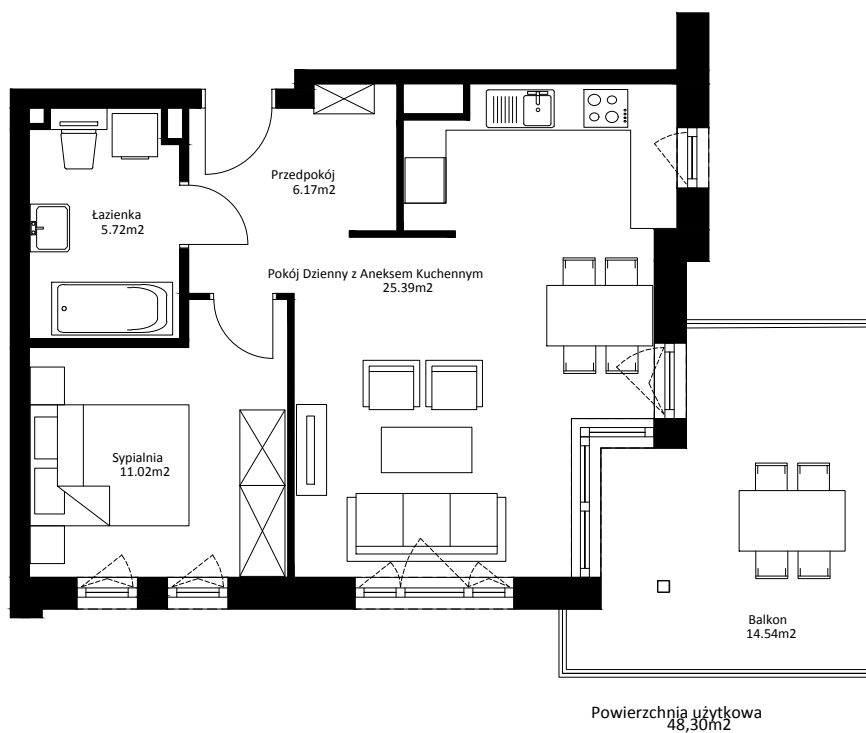 Przedpokój
6.17m2
Łazienka
5.72m2
Pokój Dzienny z Aneksem Kuchennym
25.39m2
Sypialnia
11.02m2
Balkon
14.54m2
Powierzchnia użytkowa
48,30m2